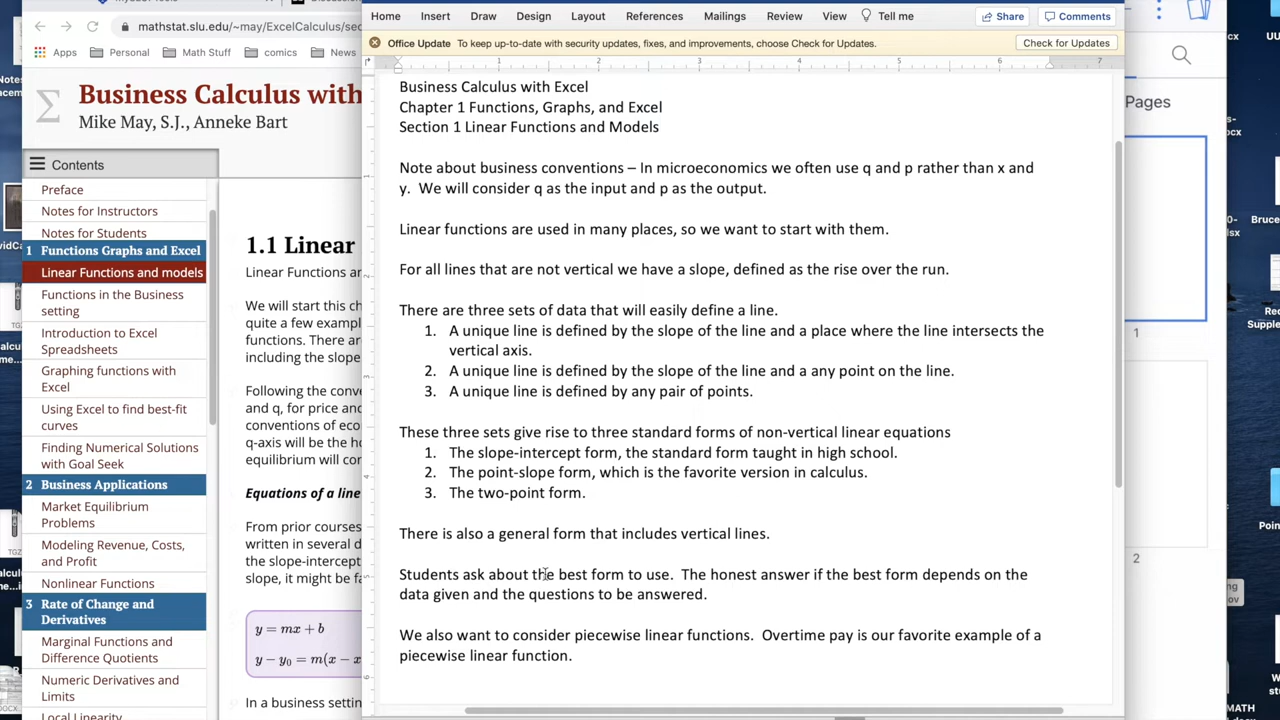 mathstat.slu.edu/~may/ExcelCalculus/sec
Apps Personal Math Stuff comics News
Business Calculus with
Mike May, S.J., Anneke Bart
Contents
Preface
Notes for Instructors
Notes for Students
1 Functions Graphs and Excel
Linear Functions and models
Functions in the Business
setting
Introduction to Excel
Spreadsheets
Graphing functions with
Excel
Using Excel to find best-fit
curves
Finding Numerical Solutions
with Goal Seek
2 Business Applications
Market Equilibrium
Problems
Modeling Revenue, Costs,
and Profit
Nonlinear Functions
3 Rate of Change and
Derivatives
Marginal Functions and
Difference Quotients
Numeric Derivatives and
Limits
Local Linearity
1.1 Linear
Linear Functions ar
We will start this ch
quite a few exampl
functions. There ar
including the slope
Following the conve
and q, for price anc
conventions of eco
q-axis will be the ho
equilibrium will cor
Equations of a line
From prior courses
written in several d
the slope-intercept
slope, it might be fa
y = mx + b
y − y₀ = m(x − x
In a business setting
Home Insert Draw Design Layout References Mailings Review View Tell me Share Comments
Office Update To keep up-to-date with security updates, fixes, and improvements, choose Check for Updates. Check for Updates
1 2 3 4 5 6 7
Business Calculus with Excel
Chapter 1 Functions, Graphs, and Excel
Section 1 Linear Functions and Models
Note about business conventions – In microeconomics we often use q and p rather than x and
y. We will consider q as the input and p as the output.
Linear functions are used in many places, so we want to start with them.
For all lines that are not vertical we have a slope, defined as the rise over the run.
There are three sets of data that will easily define a line.
1. A unique line is defined by the slope of the line and a place where the line intersects the
vertical axis.
2. A unique line is defined by the slope of the line and a any point on the line.
3. A unique line is defined by any pair of points.
These three sets give rise to three standard forms of non-vertical linear equations
1. The slope-intercept form, the standard form taught in high school.
2. The point-slope form, which is the favorite version in calculus.
3. The two-point form.
There is also a general form that includes vertical lines.
Students ask about the best form to use. The honest answer if the best form depends on the
data given and the questions to be answered.
We also want to consider piecewise linear functions. Overtime pay is our favorite example of a
piecewise linear function.
Pages
1
2